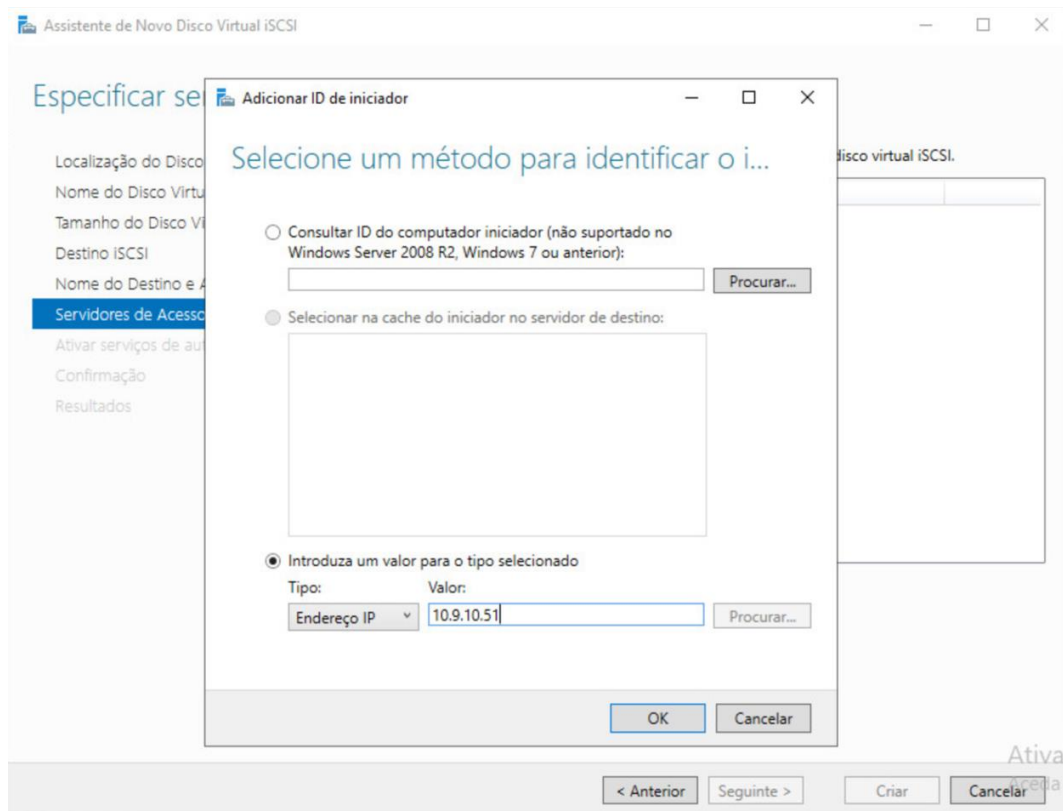 Assistente de Novo Disco Virtual iSCSI
Especificar se
Adicionar ID de iniciador
Selecione um método para identificar o i...
Localização do Disco
Nome do Disco Virtu
Tamanho do Disco Vi
Destino iSCSI
Nome do Destino e A
Servidores de Acesso
Ativar serviços de aut
Confirmação
Resultados
disco virtual iSCSI.
Consultar ID do computador iniciador (não suportado no
Windows Server 2008 R2, Windows 7 ou anterior):
Procurar...
Selecionar na cache do iniciador no servidor de destino:
Introduza um valor para o tipo selecionado
Tipo: Valor:
Endereço IP 10.9.10.51 Procurar...
OK Cancelar
Ativa
Aceda
< Anterior Seguinte > Criar Cancelar